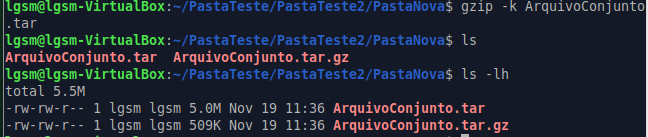 lgsm@lgsm-VirtualBox:~/PastaTeste/PastaTeste2/PastaNova$ gzip -k ArquivoConjunto
.tar
lgsm@lgsm-VirtualBox:~/PastaTeste/PastaTeste2/PastaNova$ ls
ArquivoConjunto.tar  ArquivoConjunto.tar.gz
lgsm@lgsm-VirtualBox:~/PastaTeste/PastaTeste2/PastaNova$ ls -lh
total 5.5M
-rw-rw-r-- 1 lgsm lgsm 5.0M Nov 19 11:36 ArquivoConjunto.tar
-rw-rw-r-- 1 lgsm lgsm 509K Nov 19 11:36 ArquivoConjunto.tar.gz